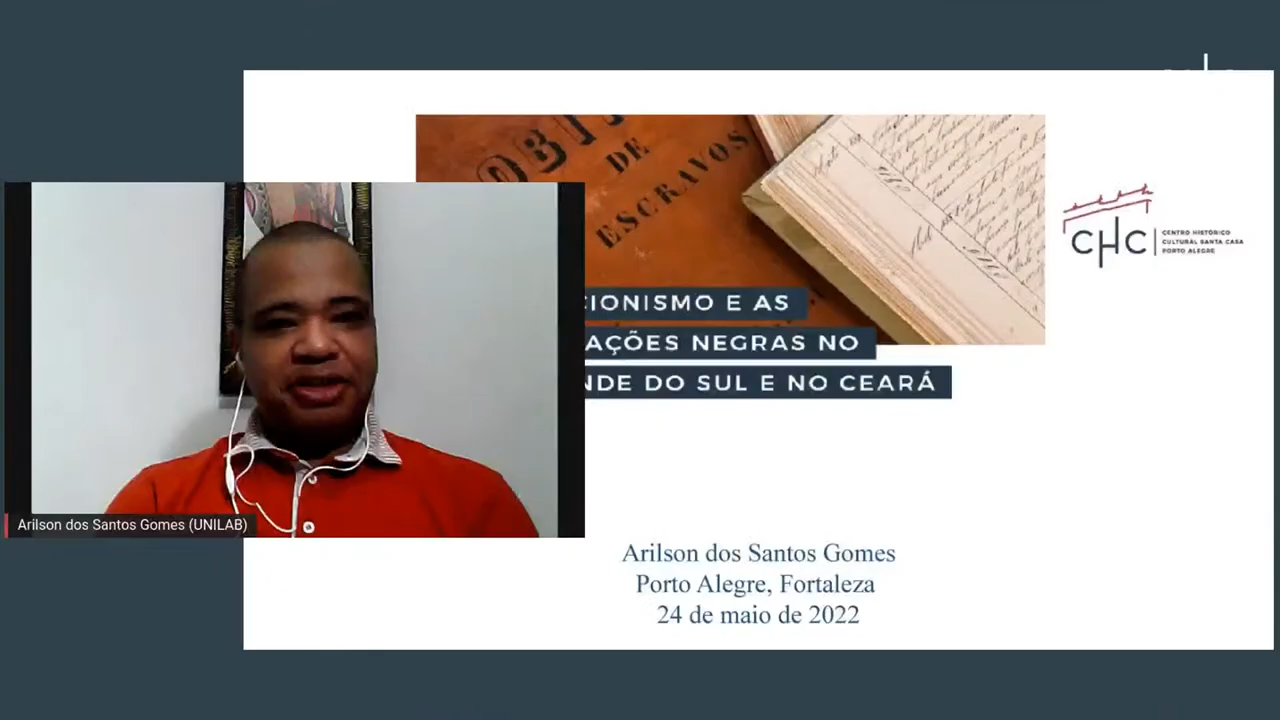 OBIT
DE
ESCRAVOS
CHC
CENTRO HISTÓRICO
CULTURAL SANTA CASA
PORTO ALEGRE
CIONISMO E AS
AÇÕES NEGRAS NO
NDE DO SUL E NO CEARÁ
Arilson dos Santos Gomes (UNILAB)
Arilson dos Santos Gomes
Porto Alegre, Fortaleza
24 de maio de 2022